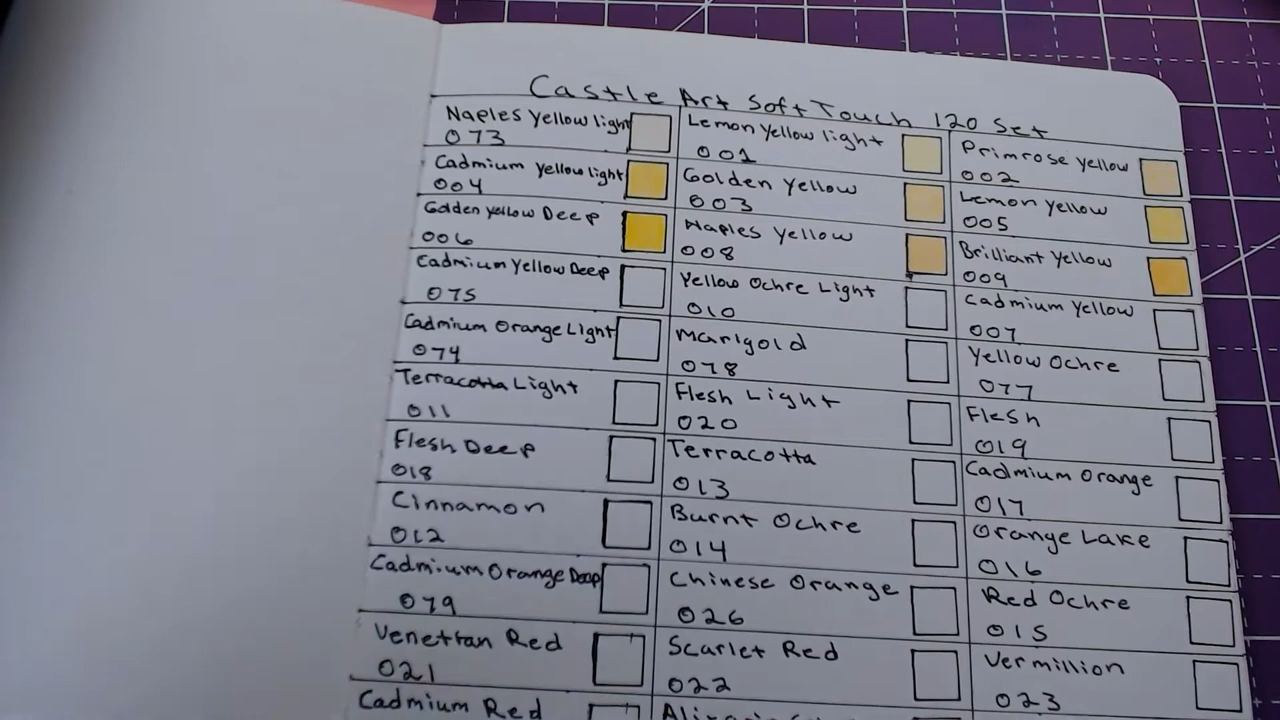 Castle Art Soft Touch 120 Set
Naples Yellow light
073
Lemon Yellow light
001
Primrose Yellow
002
Cadmium Yellow light
004
Golden Yellow
003
Lemon Yellow
005
Golden Yellow Deep
006
Naples Yellow
008
Brilliant Yellow
009
Cadmium Yellow Deep
075
Yellow Ochre Light
010
Cadmium Yellow
007
Cadmium Orange Light
074
Marigold
078
Yellow Ochre
077
Terracotta Light
011
Flesh Light
020
Flesh
019
Flesh Deep
018
Terracotta
013
Cadmium Orange
017
Cinnamon
012
Burnt Ochre
014
Orange Lake
016
Cadmium Orange Deep
079
Chinese Orange
026
Red Ochre
015
Venettan Red
021
Scarlet Red
022
Vermillion
023
Cadmium Red